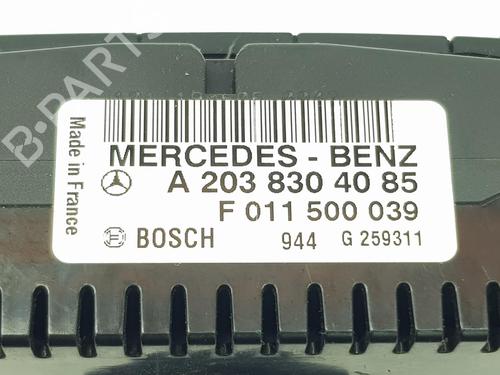 B-PARTS
Made in France
MERCEDES - BENZ
A 203 830 40 85
F 011 500 039
BOSCH 944 G 259311